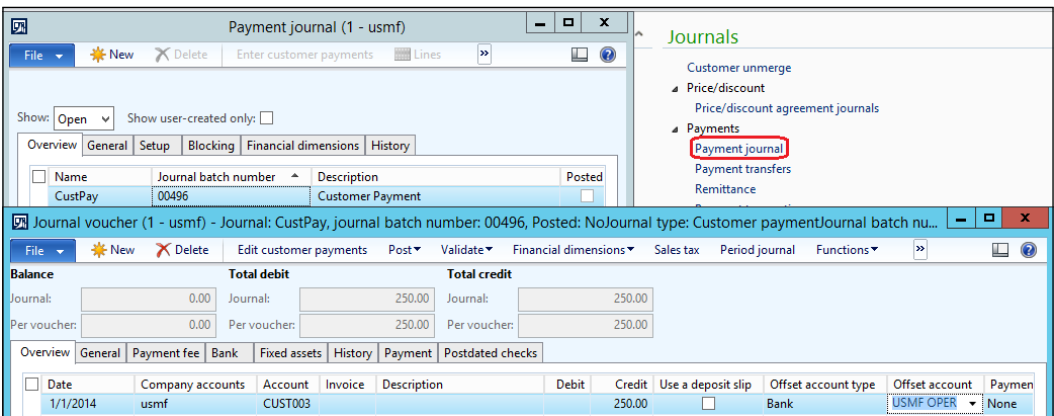 Payment journal (1 - usmf)
File New Delete Enter customer payments Lines »
Show: Open Show user-created only:
Overview General Setup Blocking Financial dimensions History
Name Journal batch number Description Posted
CustPay 00496 Customer Payment
Journals
Customer unmerge
Price/discount
Price/discount agreement journals
Payments
Payment journal
Payment transfers
Remittance
Journal voucher (1 - usmf) - Journal: CustPay, journal batch number: 00496, Posted: NoJournal type: Customer paymentJournal batch nu...
File New Delete Edit customer payments Post Validate Financial dimensions Sales tax Period journal Functions »
Balance Total debit Total credit
Journal: 0.00 Journal: 250.00 Journal: 250.00
Per voucher: 0.00 Per voucher: 250.00 Per voucher: 250.00
Overview General Payment fee Bank Fixed assets History Payment Postdated checks
Date Company accounts Account Invoice Description Debit Credit Use a deposit slip Offset account type Offset account Paymen
1/1/2014 usmf CUST003 250.00 Bank USMF OPER None